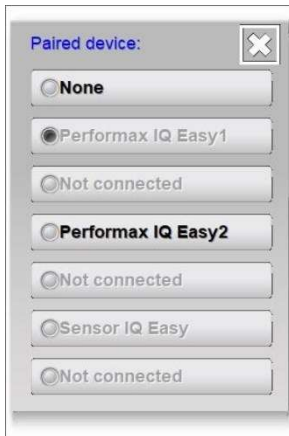 Paired device:
None
Performax IQ Easy1
Not connected
Performax IQ Easy2
Not connected
Sensor IQ Easy
Not connected